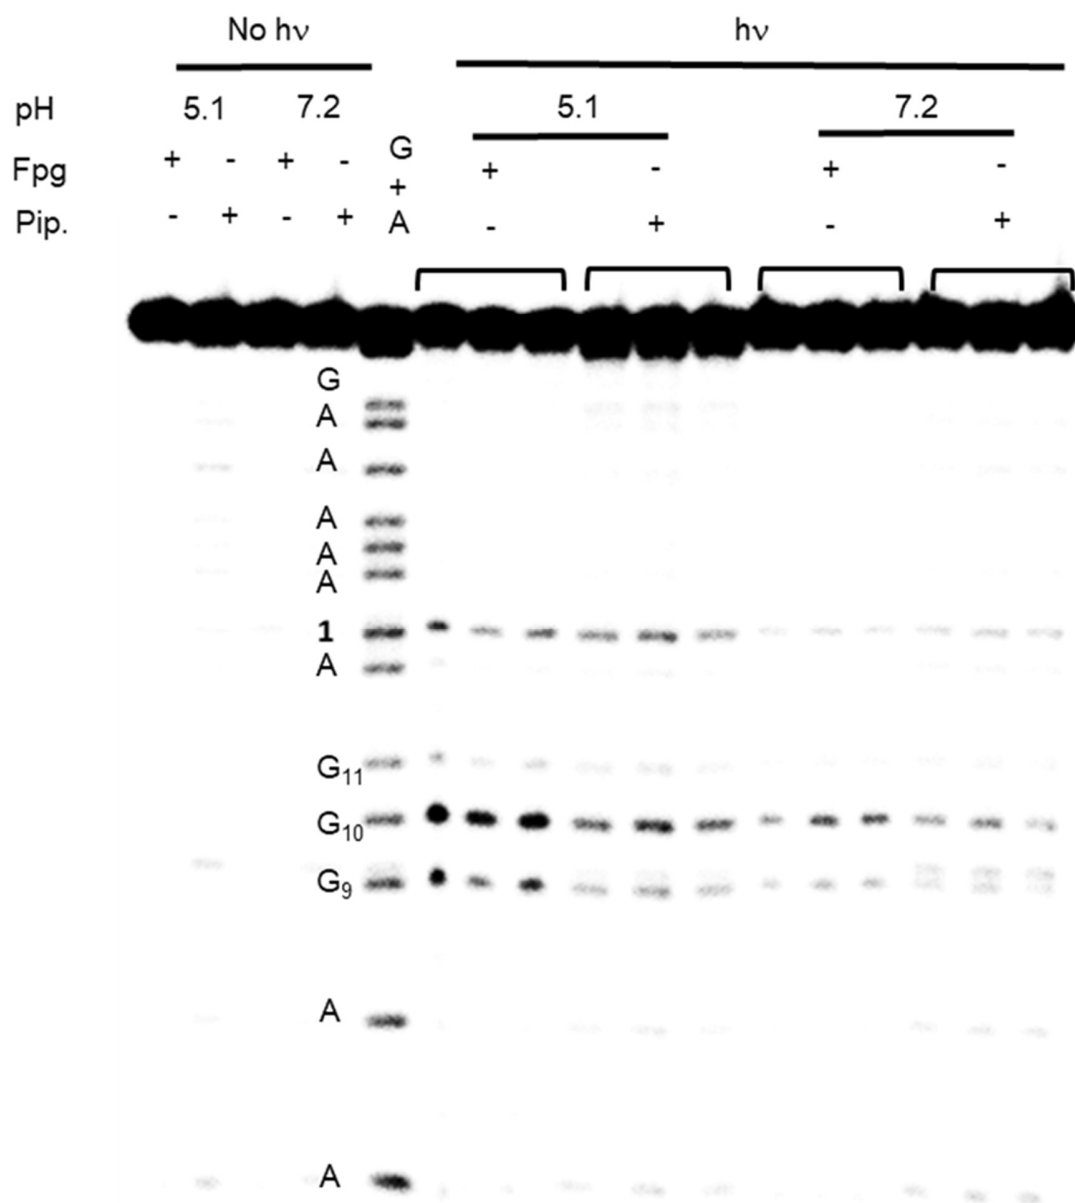 No hν hν
pH 5.1 7.2 5.1 7.2
Fpg + - + - G + - + -
+
Pip. - + - + A - + - +
G
A
A
A
A
A
1
A
G11
G10
G9
A
A